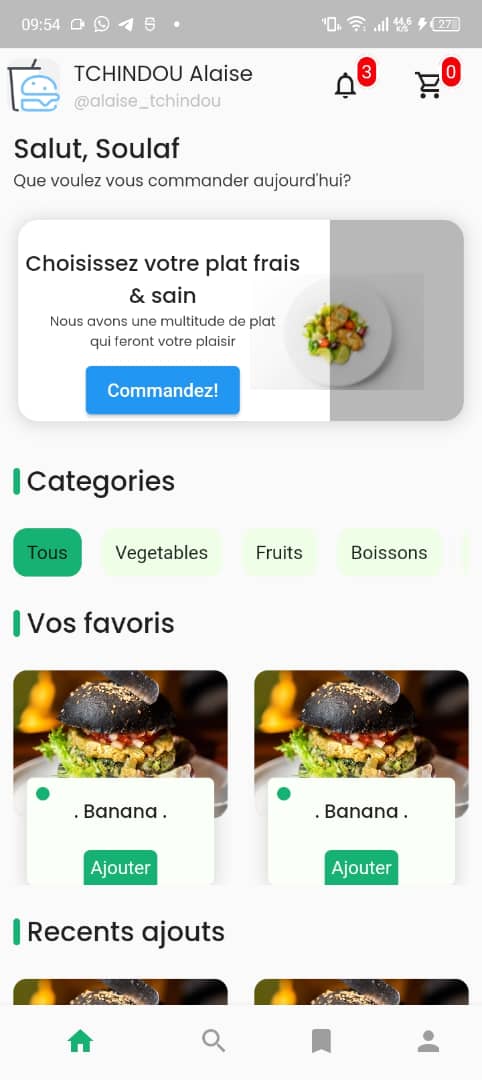 09:54
44,6
K/s
27
TCHINDOU Alaise
@alaise_tchindou
3
0
Salut, Soulaf
Que voulez vous commander aujourd'hui?
Choisissez votre plat frais
& sain
Nous avons une multitude de pat
qui feront votre plaisir
Commandez!
Categories
Tous
Vegetables
Fruits
Boissons
Vos favoris
. Banana .
. Banana .
Ajouter
Ajouter
Recents ajouts